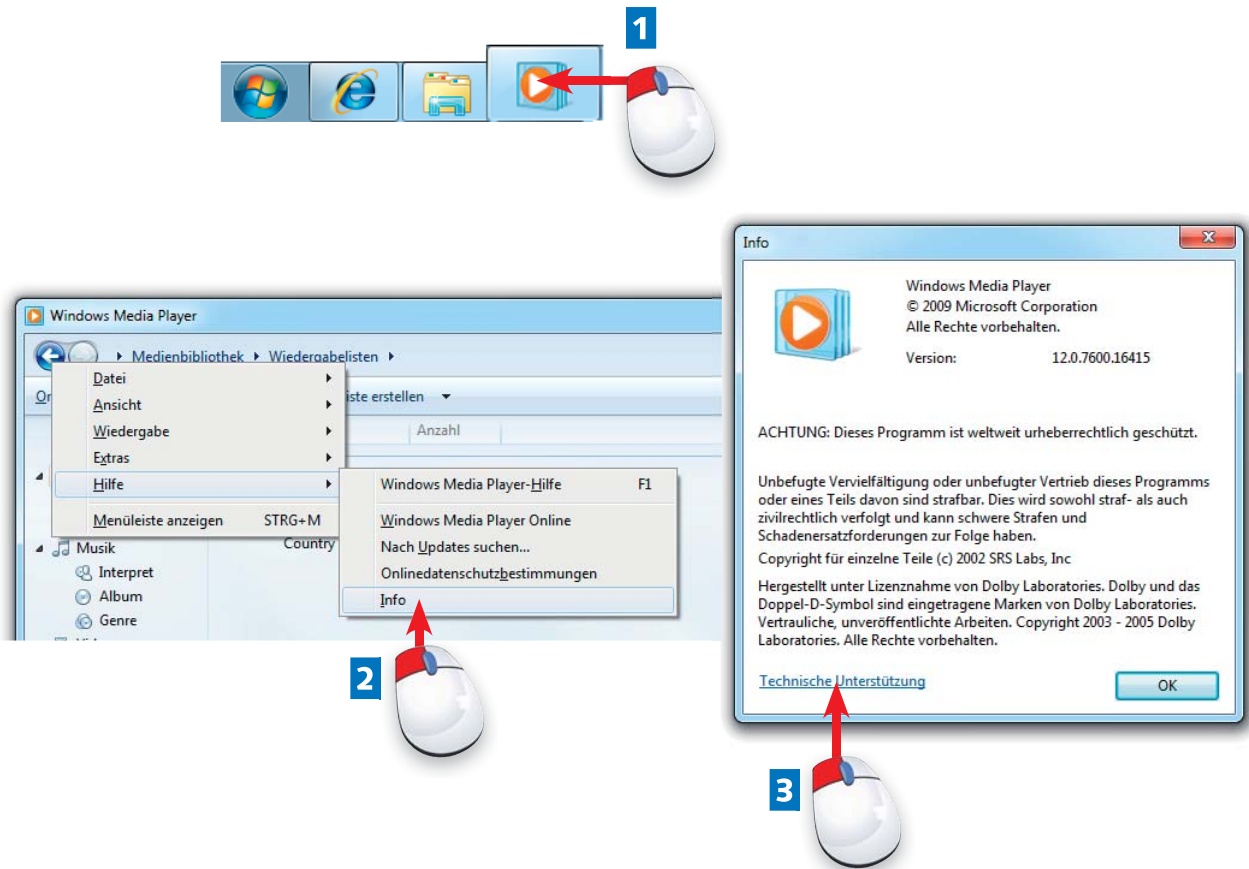 1
Windows Media Player
Medienbibliothek Wiedergabelisten
Datei
iste erstellen
Ansicht
Wiedergabe
Anzahl
Extras
Hilfe
Menüleiste anzeigen STRG+M
Windows Media Player-Hilfe F1
Windows Media Player Online
Nach Updates suchen...
Onlinedatenschutzbestimmungen
Info
Country
Musik
Interpret
Album
Genre
2
Info
Windows Media Player
© 2009 Microsoft Corporation
Alle Rechte vorbehalten.
Version: 12.0.7600.16415
ACHTUNG: Dieses Programm ist weltweit urheberrechtlich geschützt.
Unbefugte Vervielfältigung oder unbefugter Vertrieb dieses Programms
oder eines Teils davon sind strafbar. Dies wird sowohl straf- als auch
zivilrechtlich verfolgt und kann schwere Strafen und
Schadenersatzforderungen zur Folge haben.
Copyright für einzelne Teile (c) 2002 SRS Labs, Inc
Hergestellt unter Lizenznahme von Dolby Laboratories. Dolby und das
Doppel-D-Symbol sind eingetragene Marken von Dolby Laboratories.
Vertrauliche, unveröffentlichte Arbeiten. Copyright 2003 - 2005 Dolby
Laboratories. Alle Rechte vorbehalten.
Technische Unterstützung
OK
3